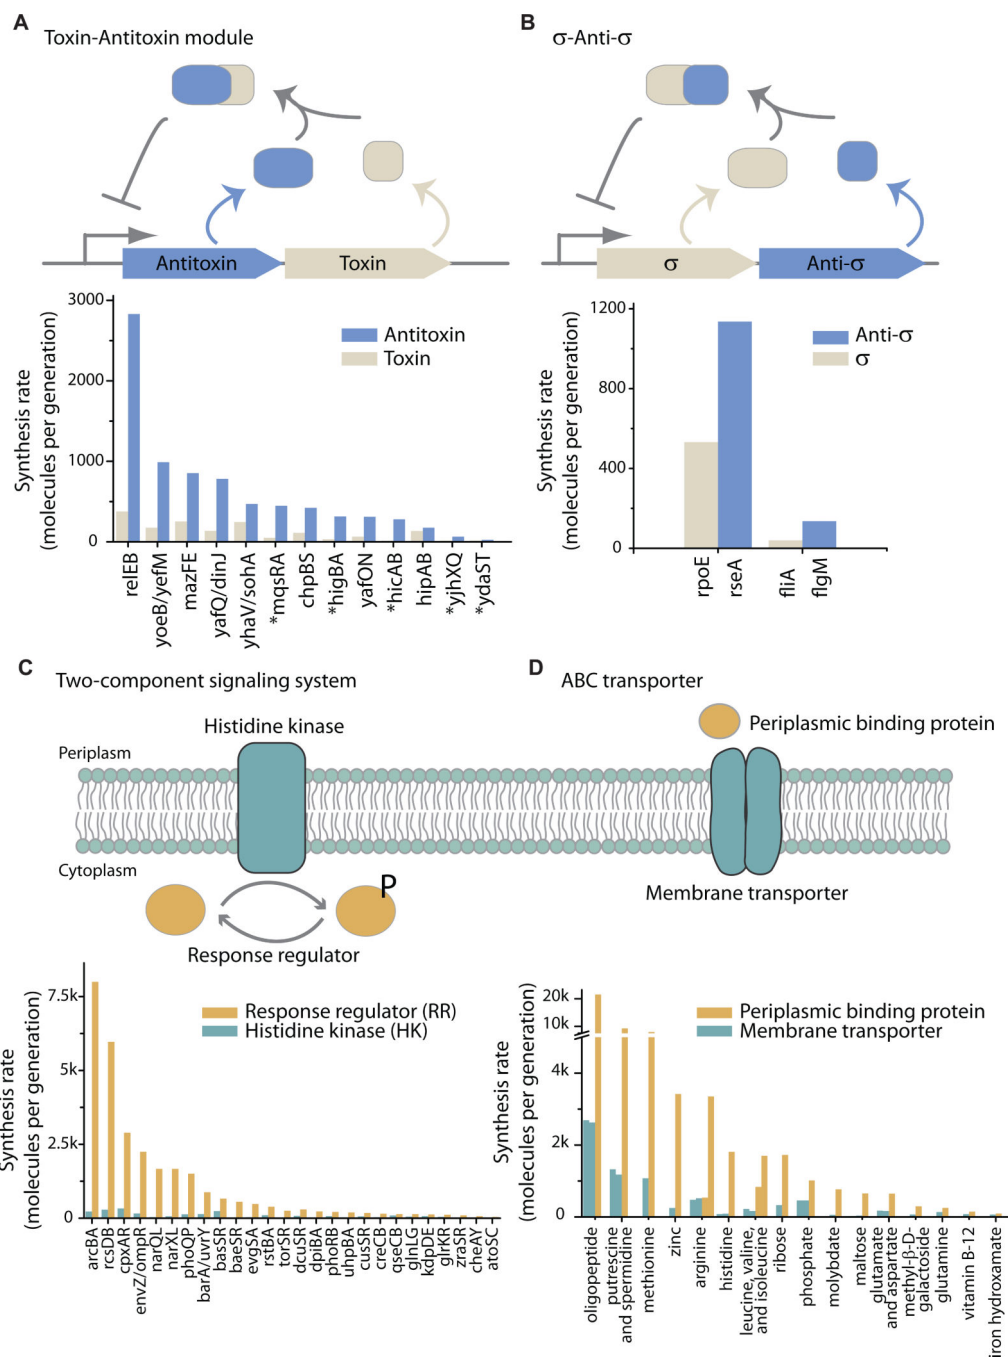 A
Toxin-Antitoxin module
Antitoxin
Toxin
Synthesis rate
(molecules per generation)
3000
2000
1000
0
Antitoxin
Toxin
relEB
yoeB/yefM
mazFE
yafQ/dinJ
yhaV/sohA
*mqsRA
chpBS
*higBA
yafON
*hicAB
hipAB
*yjhXQ
*ydaST
B
σ-Anti-σ
σ
Anti-σ
Synthesis rate
(molecules per generation)
1200
800
400
0
Anti-σ
σ
rpoE
rseA
fliA
flgM
C
Two-component signaling system
Histidine kinase
Periplasm
Cytoplasm
P
Response regulator
Synthesis rate
(molecules per generation)
7.5k
5k
2.5k
0
Response regulator (RR)
Histidine kinase (HK)
arcBA
rcsDB
cpxAR
envZ/ompR
narQL
narXL
phoQP
barA/uvrY
basSR
baeSR
evgSA
rstBA
torSR
dcuSR
dpiBA
phoRB
uhpBA
cusSR
creCB
qseCB
glnLG
kdpDE
glrKR
zraSR
cheAY
atoSC
D
ABC transporter
Periplasmic binding protein
Membrane transporter
Synthesis rate
(molecules per generation)
20k
10k
4k
2k
0
Periplasmic binding protein
Membrane transporter
oligopeptide
putrescine
and spermidine
methionine
zinc
arginine
histidine
leucine, valine,
and isoleucine
ribose
phosphate
molybdate
maltose
glutamate
and aspartate
methyl-β-D-
galactoside
glutamine
vitamin B-12
iron hydroxamate